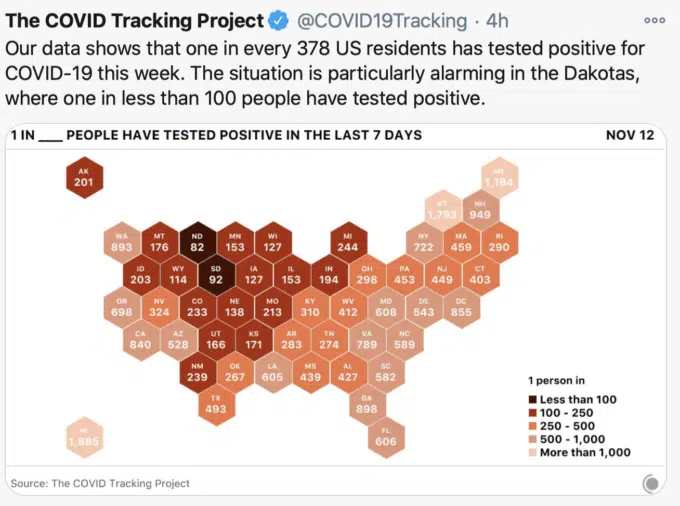 The COVID Tracking Project @COVID19Tracking · 4h
Our data shows that one in every 378 US residents has tested positive for
COVID-19 this week. The situation is particularly alarming in the Dakotas,
where one in less than 100 people have tested positive.
1 IN ___ PEOPLE HAVE TESTED POSITIVE IN THE LAST 7 DAYS NOV 12
AK
201
ME
1,184
VT
1,793
NH
949
WA
893
MT
176
ND
82
MN
153
WI
127
MI
244
NY
722
MA
459
RI
290
ID
203
WY
114
SD
92
IA
127
IL
153
IN
194
OH
298
PA
453
NJ
449
CT
403
OR
698
NV
324
CO
233
NE
138
MO
213
KY
310
WV
412
MD
608
DE
543
DC
855
CA
840
AZ
528
UT
166
KS
171
AR
283
TN
274
VA
789
NC
589
NM
239
OK
267
LA
605
MS
439
AL
427
SC
582
TX
493
GA
898
HI
1,885
FL
606
1 person in
Less than 100
100 - 250
250 - 500
500 - 1,000
More than 1,000
Source: The COVID Tracking Project